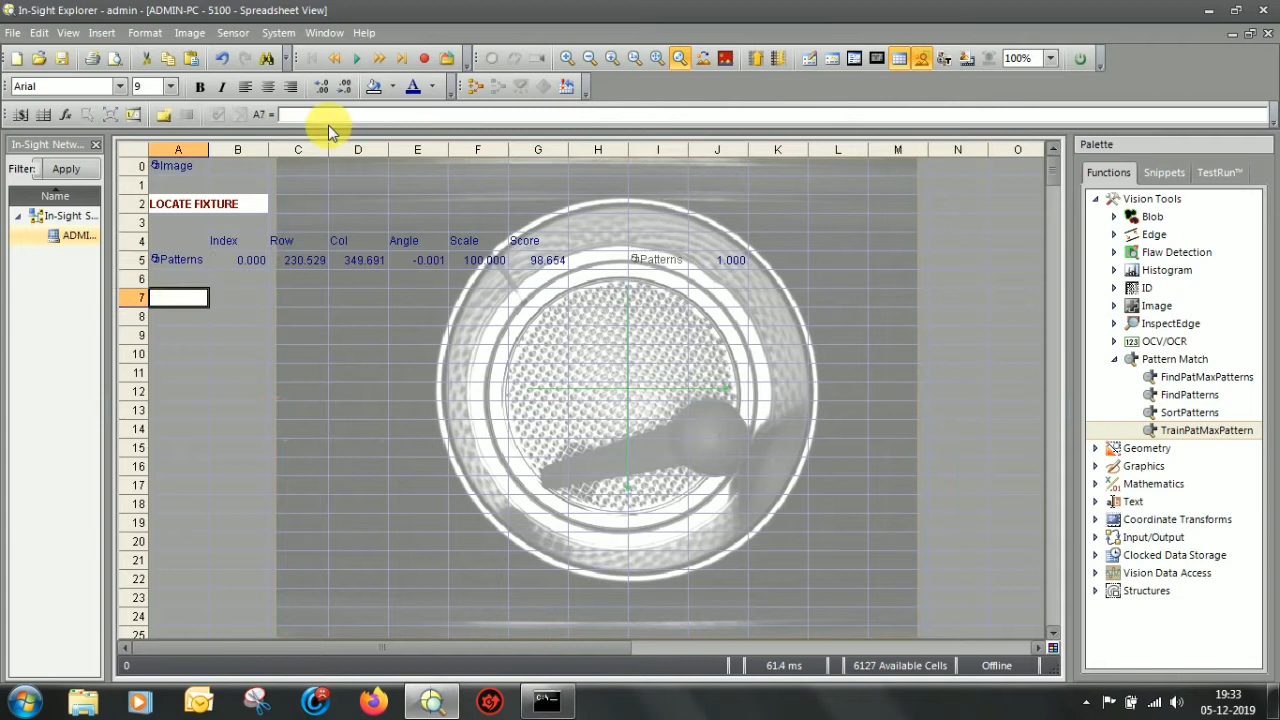 In-Sight Explorer - admin - [ADMIN-PC - 5100 - Spreadsheet View]
File Edit View Insert Format Image Sensor System Window Help
100%
Arial 9
A7 =
In-Sight Netw...
Filter: Apply
Name
In-Sight S...
ADMI...
A B C D E F G H I J K L M N O
0 Image
1
2 LOCATE FIXTURE
3
4 Index Row Col Angle Scale Score
5 Patterns 0.000 230.529 349.691 -0.001 100.000 98.654 Patterns 1.000
6
7
8
9
10
11
12
13
14
15
16
17
18
19
20
21
22
23
24
25
0 61.4 ms 6127 Available Cells Offline
Palette
Functions Snippets TestRun™
Vision Tools
Blob
Edge
Flaw Detection
Histogram
ID
Image
InspectEdge
OCV/OCR
Pattern Match
FindPatMaxPatterns
FindPatterns
SortPatterns
TrainPatMaxPattern
Geometry
Graphics
Mathematics
Text
Coordinate Transforms
Input/Output
Clocked Data Storage
Vision Data Access
Structures
19:33
05-12-2019